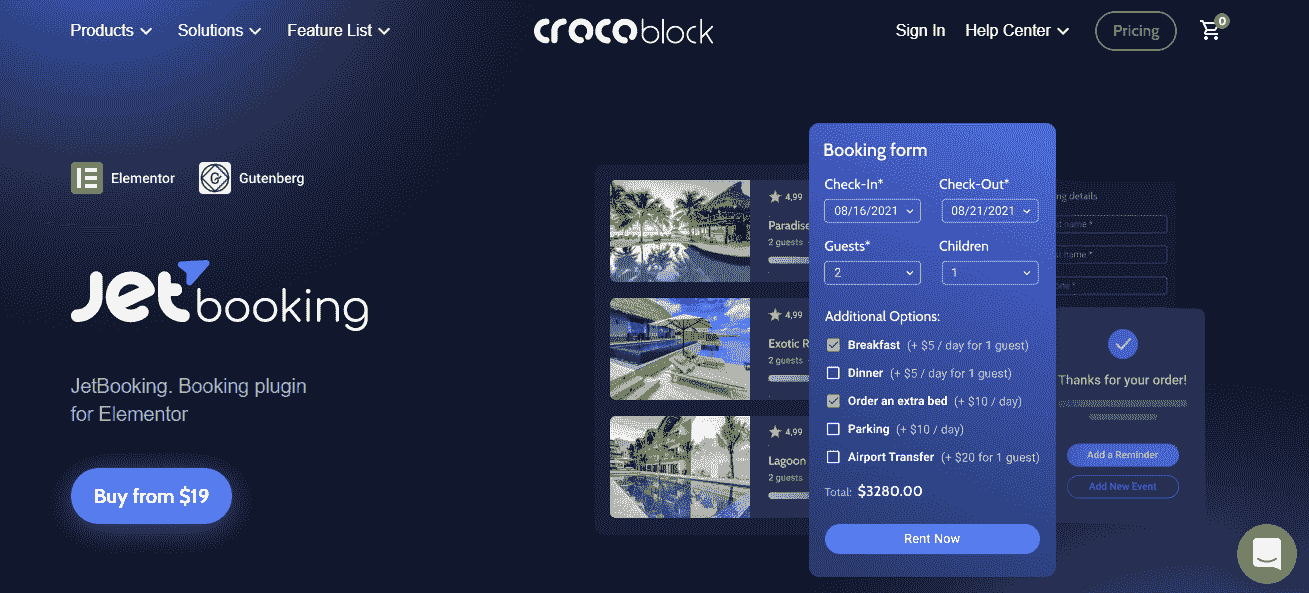 Products
Solutions
Feature List
crocoblock
Sign In
Help Center
Pricing
0
Elementor
Gutenberg
Jetbooking
JetBooking. Booking plugin
for Elementor
Buy from $19
4,99
Paradise
2 guests
4,99
Exotic R
2 guests
4,99
Lagoon
2 guests
Booking form
Check-In* Check-Out*
08/16/2021 08/21/2021
Guests* Children
2 1
Additional Options:
Breakfast (+ $5 / day for 1 guest)
Dinner (+ $5 / day for 1 guest)
Order an extra bed (+ $10 / day)
Parking (+ $10 / day)
Airport Transfer (+ $20 for 1 guest)
Total: $3280.00
Rent Now
ng details
name *
name *
Thanks for your order!
Add a Reminder
Add New Event